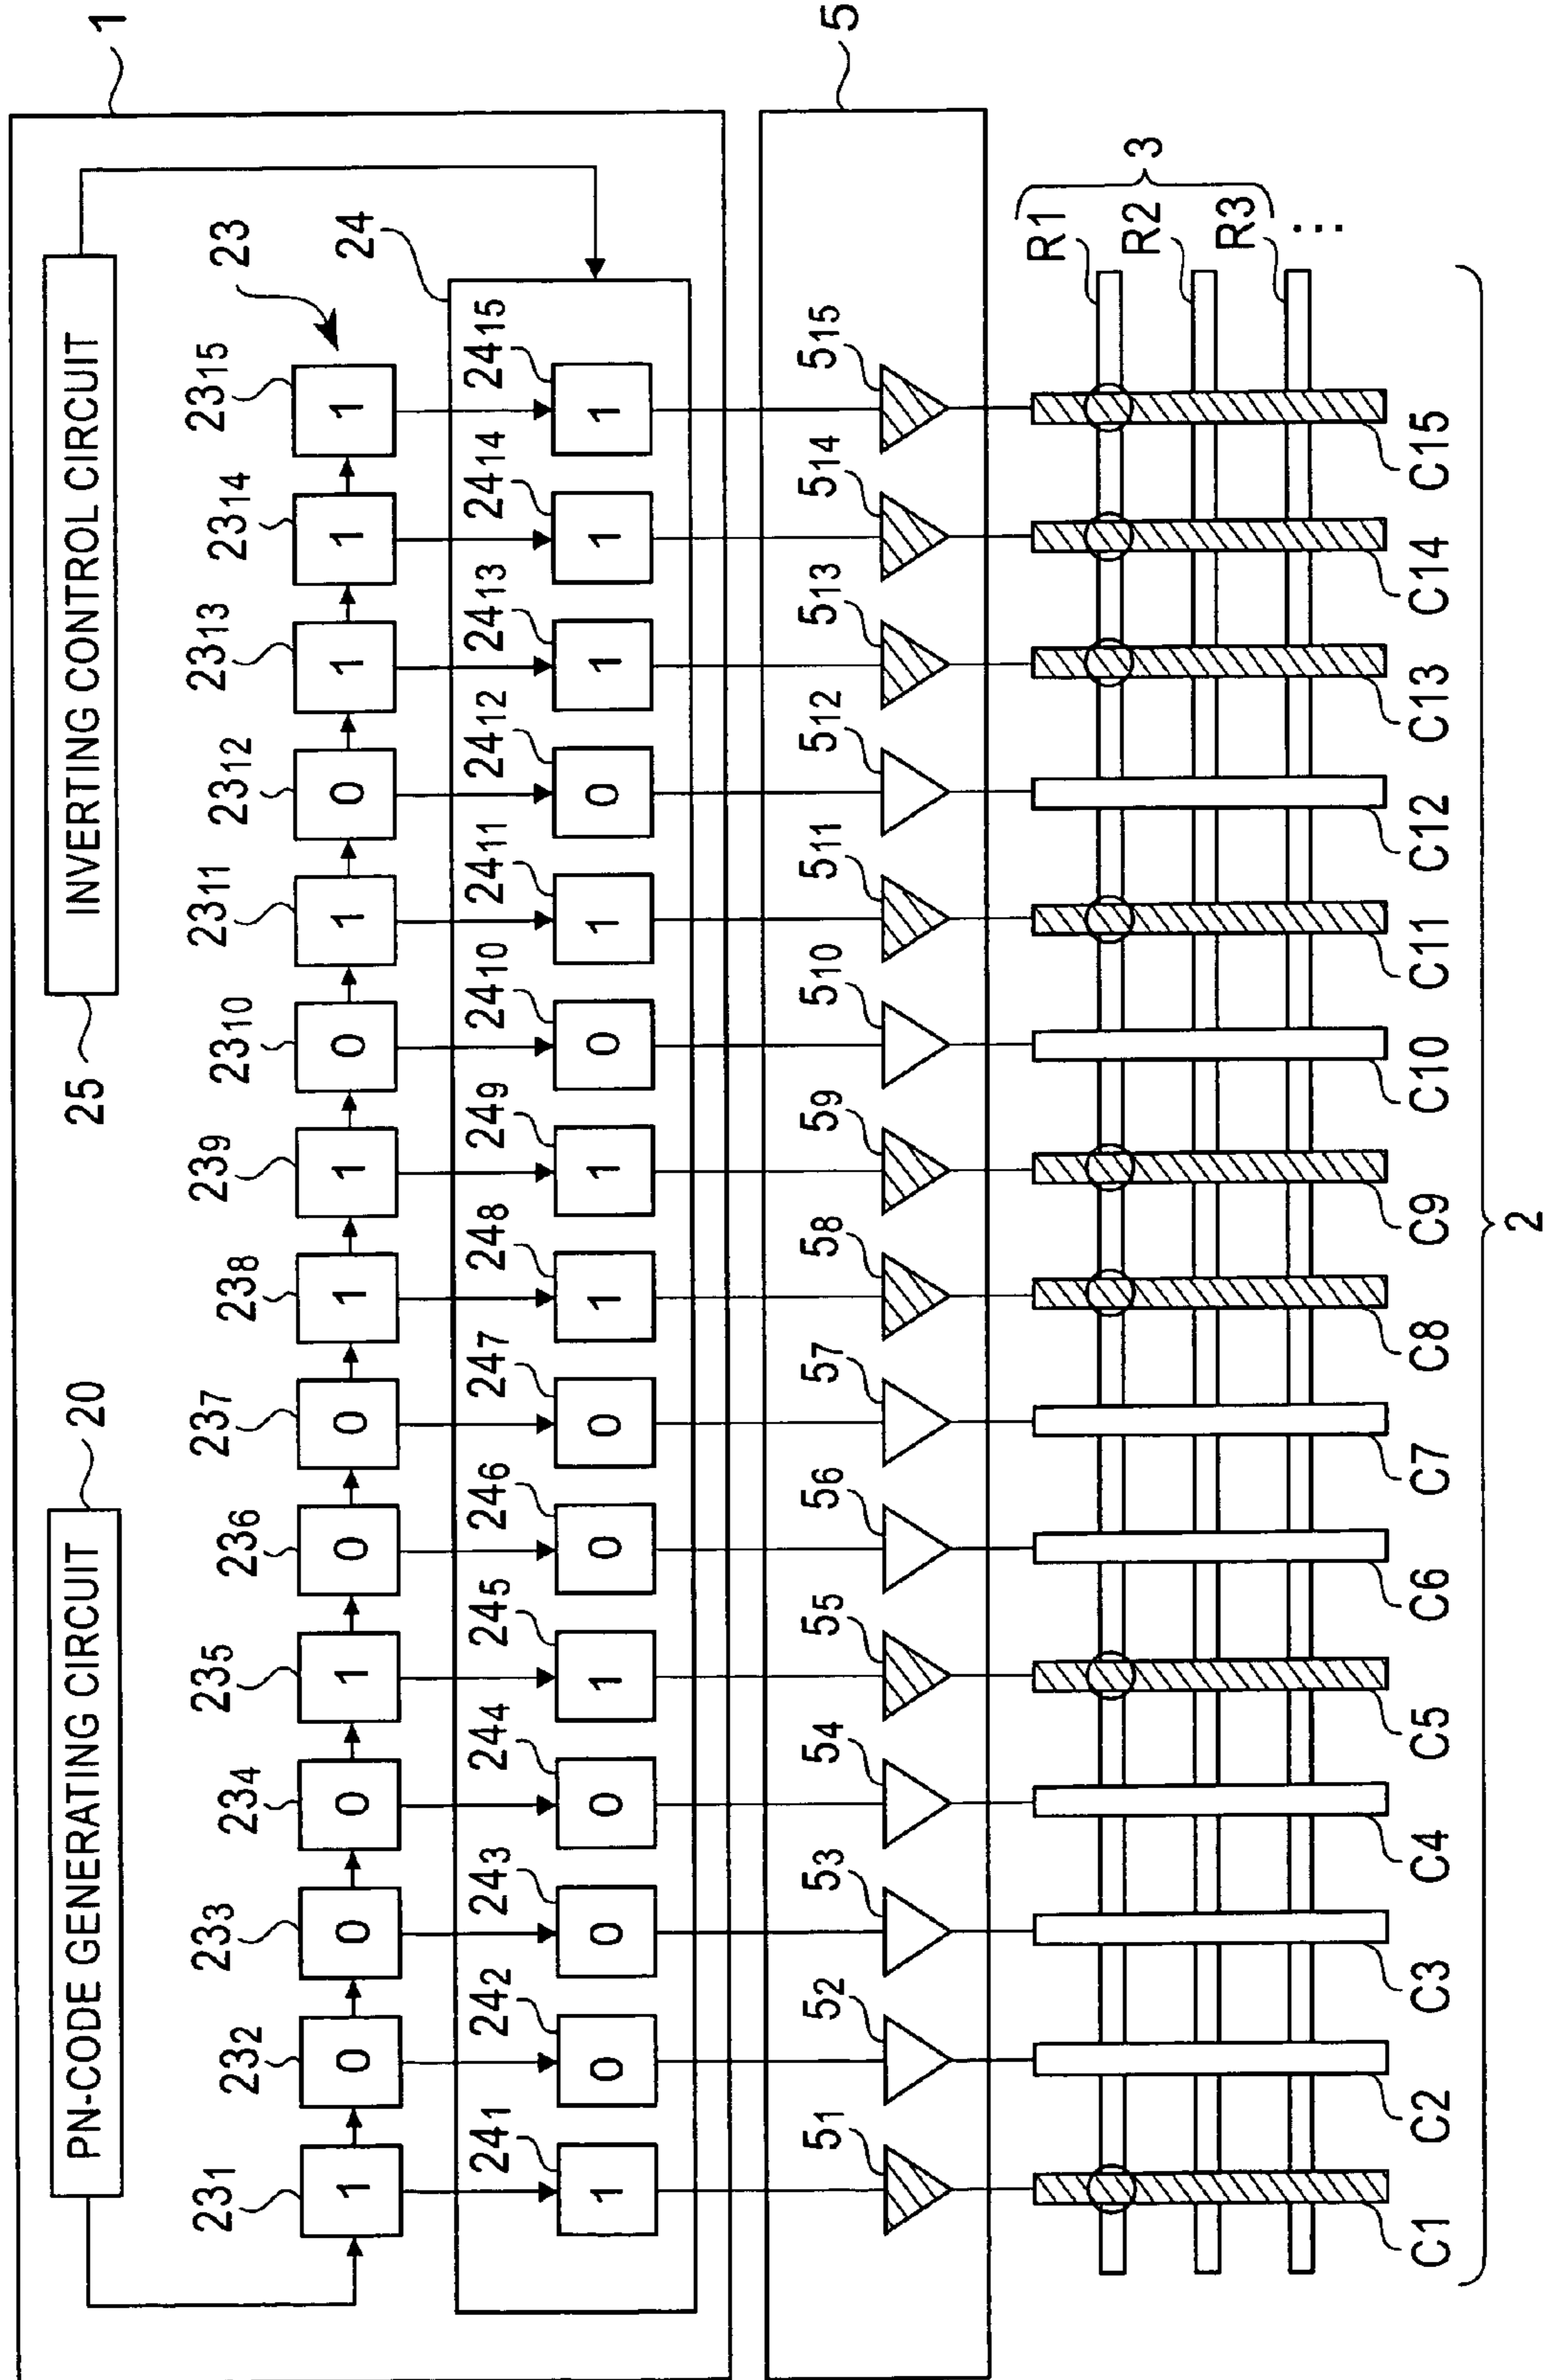 1
PN-CODE GENERATING CIRCUIT
20
25
INVERTING CONTROL CIRCUIT
23
23₁ 23₂ 23₃ 23₄ 23₅ 23₆ 23₇ 23₈ 23₉ 23₁₀ 23₁₁ 23₁₂ 23₁₃ 23₁₄ 23₁₅
1 0 0 0 1 0 0 1 1 0 1 0 1 1 1
24
24₁ 24₂ 24₃ 24₄ 24₅ 24₆ 24₇ 24₈ 24₉ 24₁₀ 24₁₁ 24₁₂ 24₁₃ 24₁₄ 24₁₅
1 0 0 0 1 0 0 1 1 0 1 0 1 1 1
5
5₁ 5₂ 5₃ 5₄ 5₅ 5₆ 5₇ 5₈ 5₉ 5₁₀ 5₁₁ 5₁₂ 5₁₃ 5₁₄ 5₁₅
R1
R2
R3
⋮
3
C1 C2 C3 C4 C5 C6 C7 C8 C9 C10 C11 C12 C13 C14 C15
2